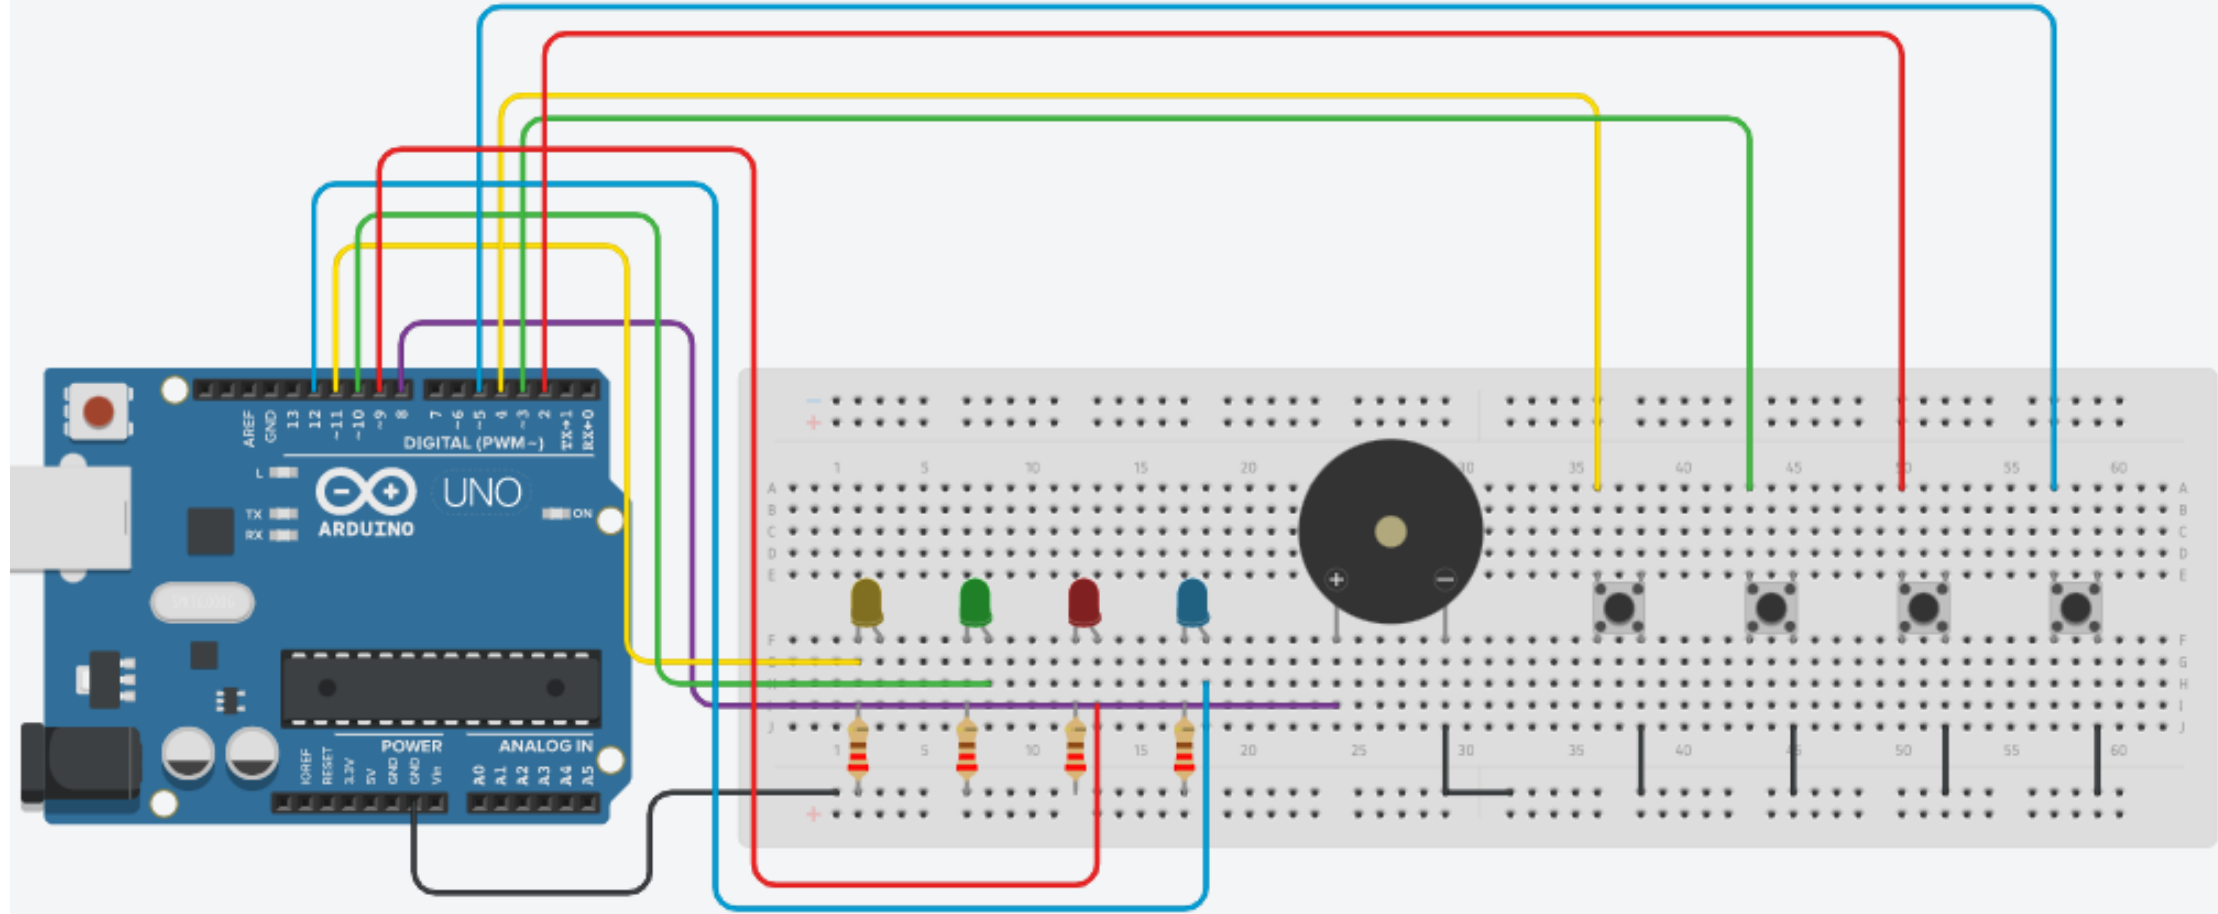 AREF GND 13 12 ~11 ~10 ~9 8 7 ~6 ~5 4 ~3 2 TX→1 RX←0
DIGITAL (PWM~)
L
TX
RX
UNO
ON
ARDUINO
POWER
ANALOG IN
IOREF RESET 3.3V 5V GND GND Vin A0 A1 A2 A3 A4 A5
− +
1 5 10 15 20 30 35 40 45 50 55 60
A A
B B
C C
D D
E E
+ −
F F
G
H H
I
J J
1 5 10 15 20 25 30 35 40 45 50 55 60
+